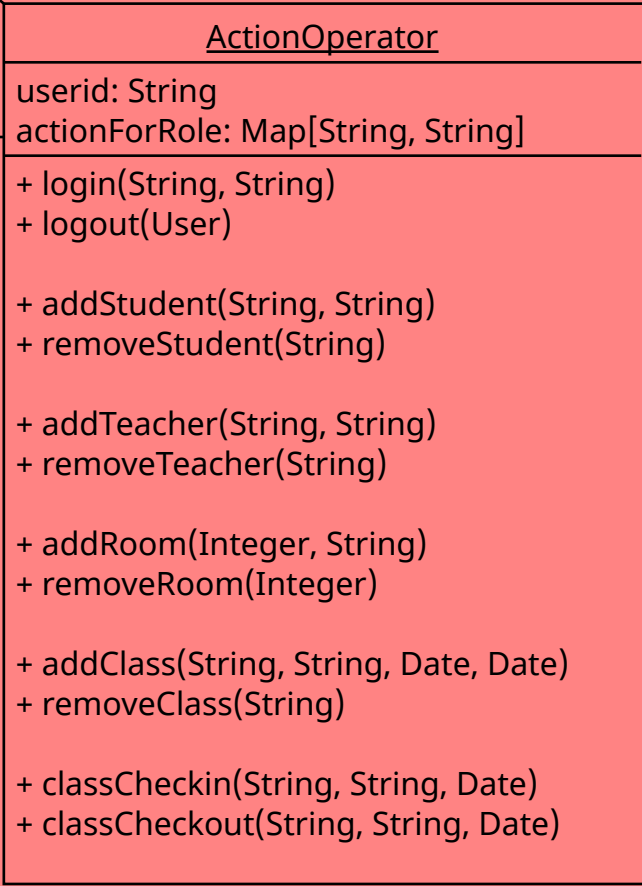 ActionOperator
userid: String
actionForRole: Map[String, String]
+ login(String, String)
+ logout(User)
+ addStudent(String, String)
+ removeStudent(String)
+ addTeacher(String, String)
+ removeTeacher(String)
+ addRoom(Integer, String)
+ removeRoom(Integer)
+ addClass(String, String, Date, Date)
+ removeClass(String)
+ classCheckin(String, String, Date)
+ classCheckout(String, String, Date)